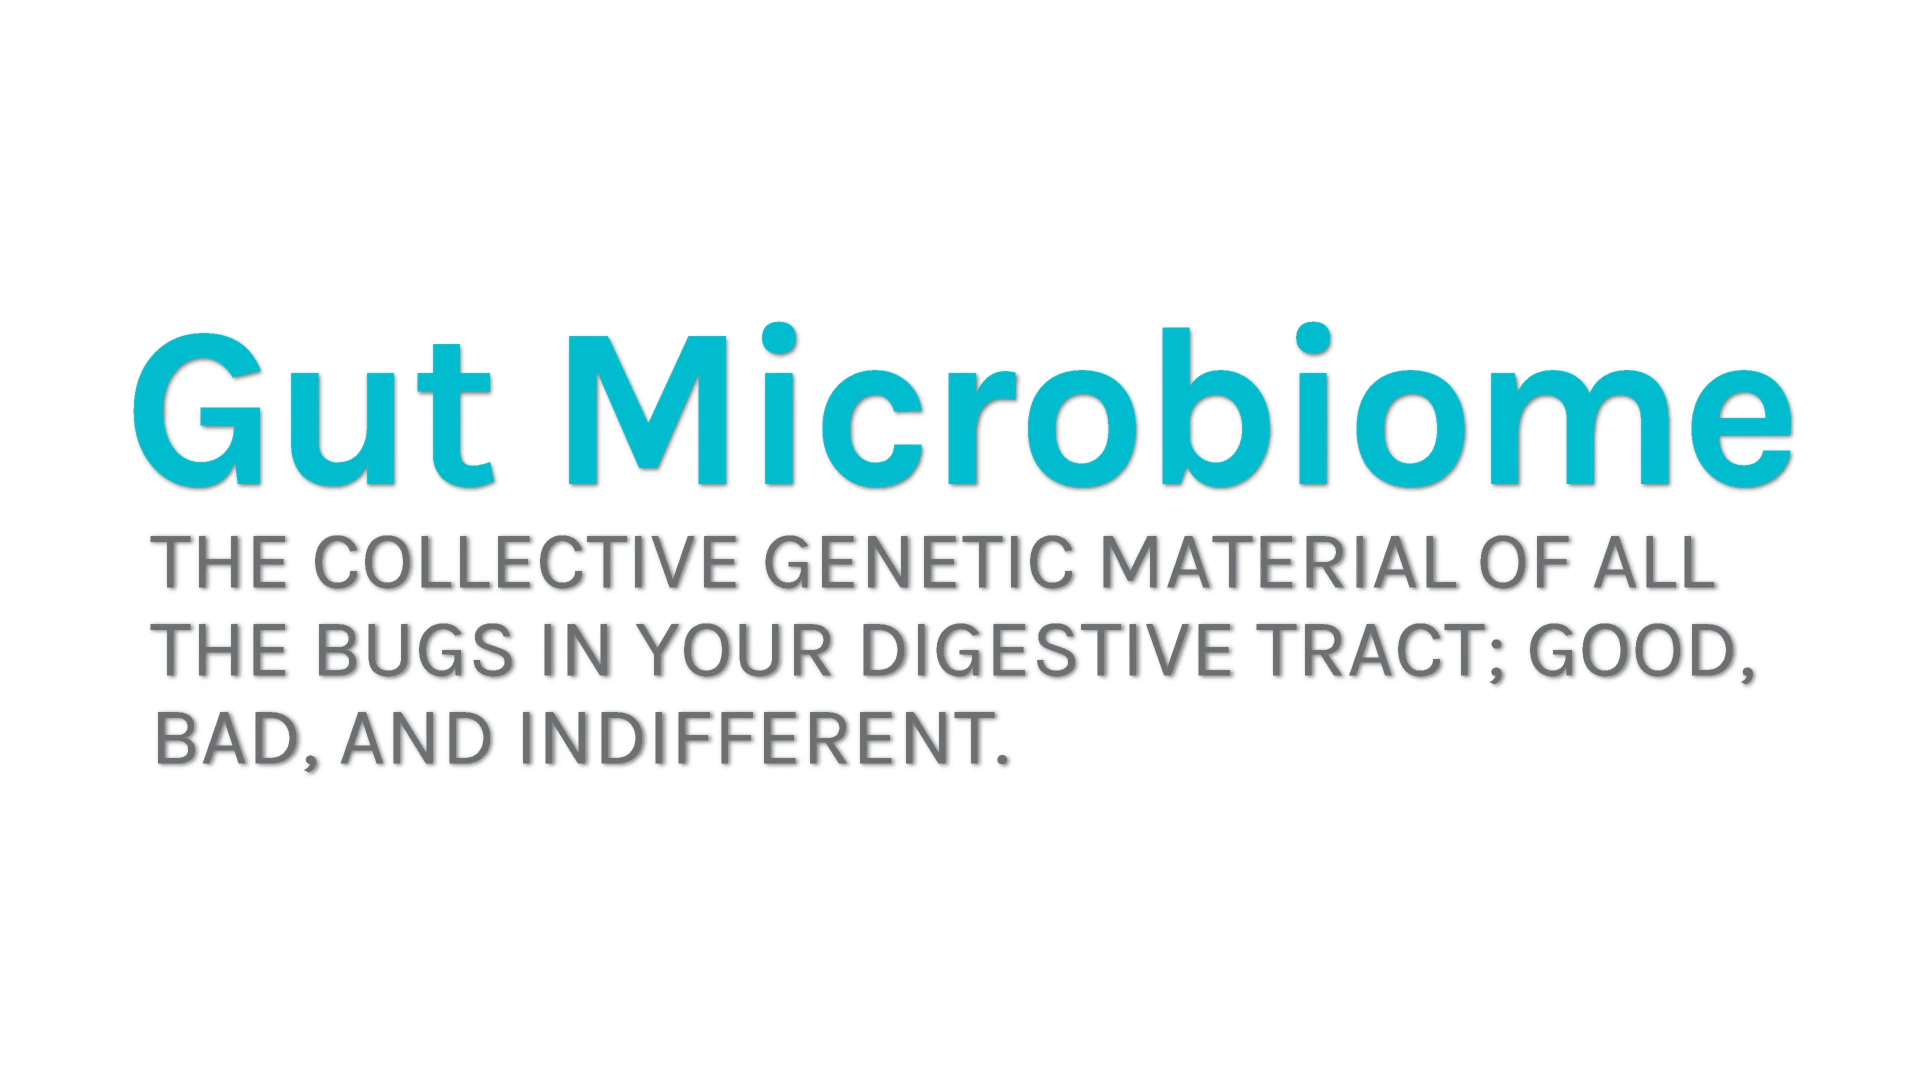 Gut Microbiome
THE COLLECTIVE GENETIC MATERIAL OF ALL
THE BUGS IN YOUR DIGESTIVE TRACT; GOOD,
BAD, AND INDIFFERENT.